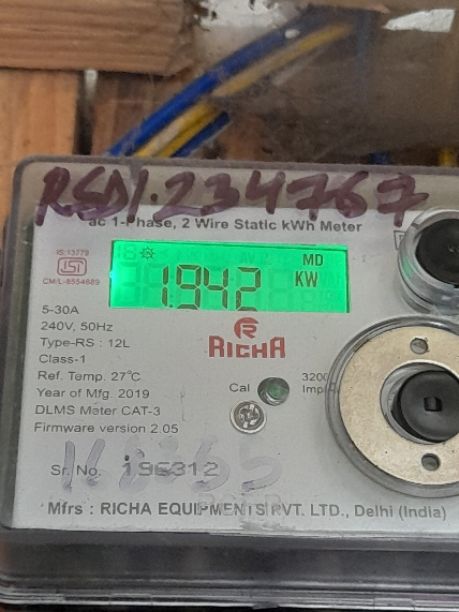 RSD1.234767
ac 1-Phase, 2 Wire Static kWh Meter
IS:13779
CM/L-8554689
MD
1.942 KW
5-30A
240V, 50Hz
Type-RS : 12L
Class-1
Ref. Temp. 27°C
Year of Mfg. 2019
DLMS Meter CAT-3
Firmware version 2.05
RICHA
Cal
3200
Imp
Sr. No. 196312
Mfrs : RICHA EQUIPMENTS PVT. LTD., Delhi (India)